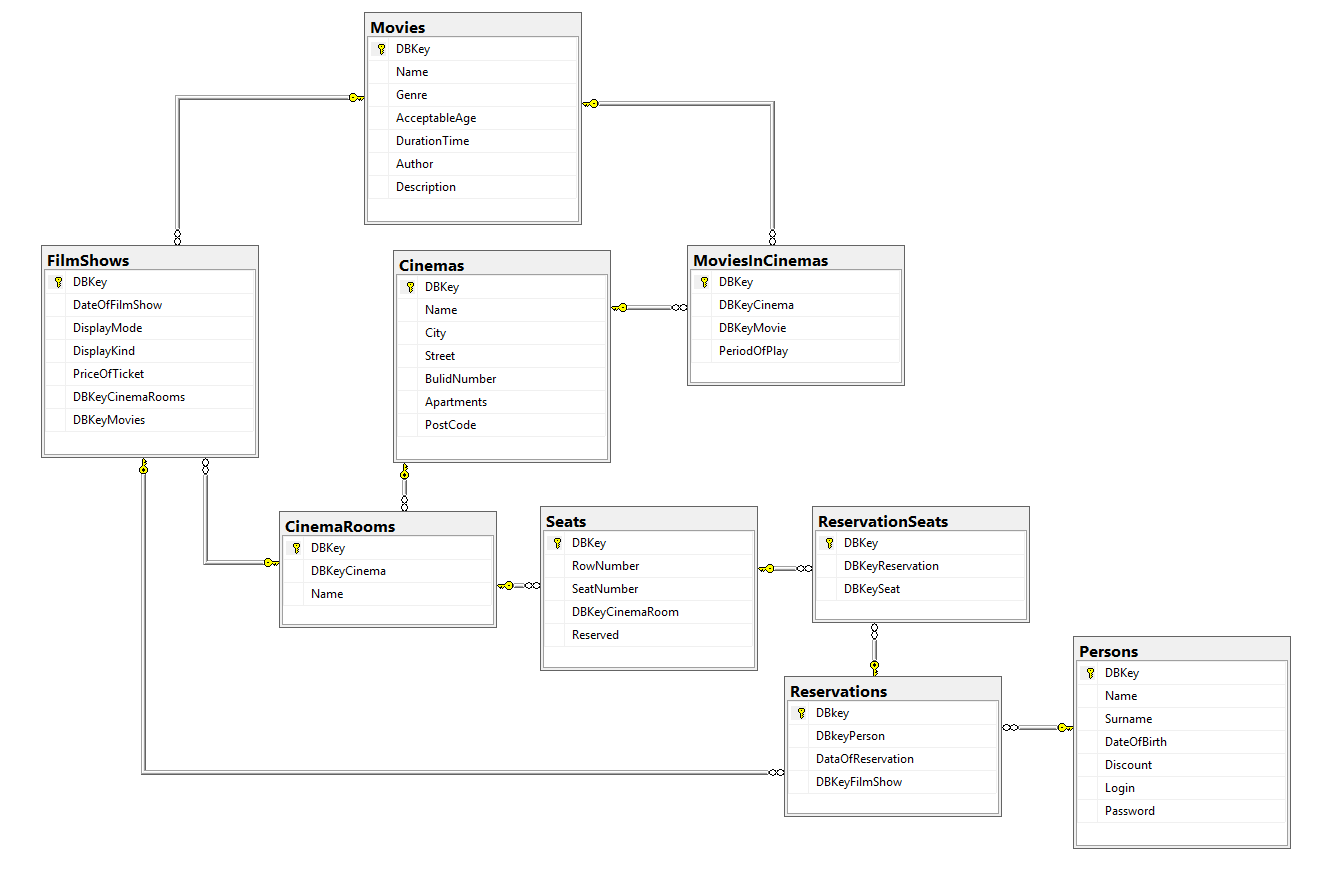 Movies
DBKey
Name
Genre
AcceptableAge
DurationTime
Author
Description
FilmShows
DBKey
DateOfFilmShow
DisplayMode
DisplayKind
PriceOfTicket
DBKeyCinemaRooms
DBKeyMovies
Cinemas
DBKey
Name
City
Street
BulidNumber
Apartments
PostCode
MoviesInCinemas
DBKey
DBKeyCinema
DBKeyMovie
PeriodOfPlay
CinemaRooms
DBKey
DBKeyCinema
Name
Seats
DBKey
RowNumber
SeatNumber
DBKeyCinemaRoom
Reserved
ReservationSeats
DBKey
DBKeyReservation
DBKeySeat
Reservations
DBkey
DBkeyPerson
DataOfReservation
DBKeyFilmShow
Persons
DBKey
Name
Surname
DateOfBirth
Discount
Login
Password